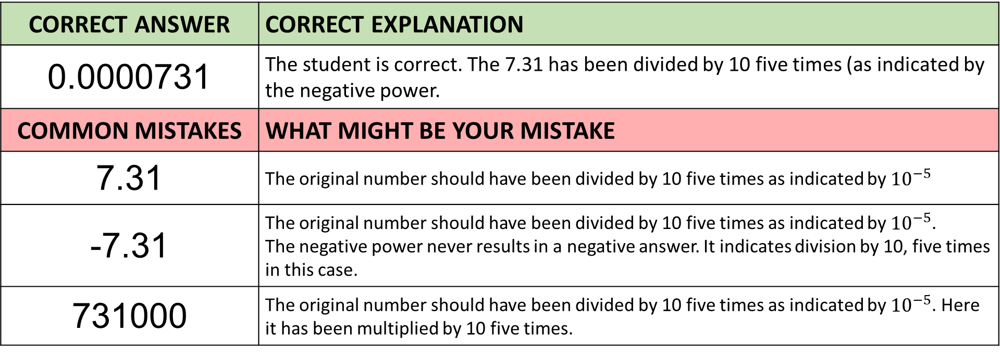 CORRECT ANSWER
CORRECT EXPLANATION
0.0000731
The student is correct. The 7.31 has been divided by 10 five times (as indicated by
the negative power.
COMMON MISTAKES
WHAT MIGHT BE YOUR MISTAKE
7.31
The original number should have been divided by 10 five times as indicated by 10⁻⁵
-7.31
The original number should have been divided by 10 five times as indicated by 10⁻⁵.
The negative power never results in a negative answer. It indicates division by 10, five times
in this case.
731000
The original number should have been divided by 10 five times as indicated by 10⁻⁵. Here
it has been multiplied by 10 five times.